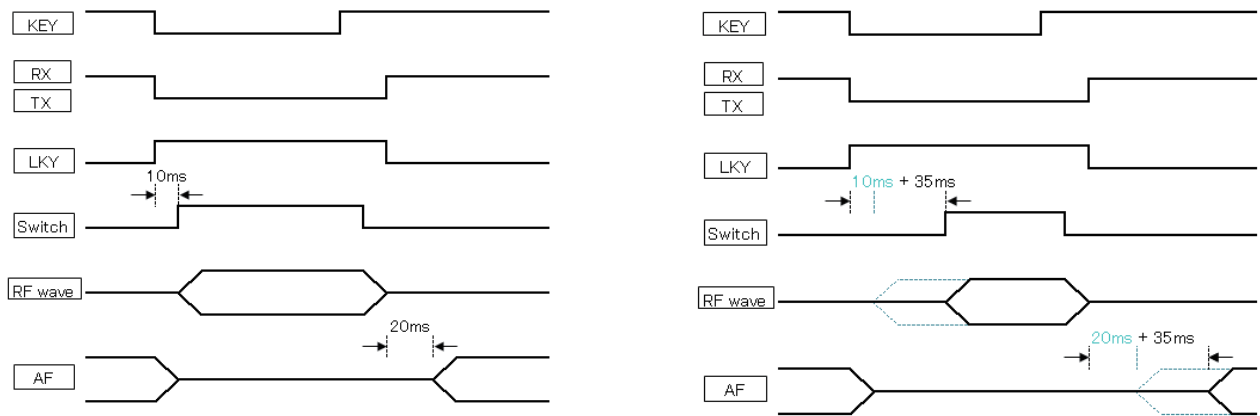 KEY
RX
TX
LKY
10ms
Switch
RF wave
20ms
AF
KEY
RX
TX
LKY
10ms + 35ms
Switch
RF wave
20ms + 35ms
AF